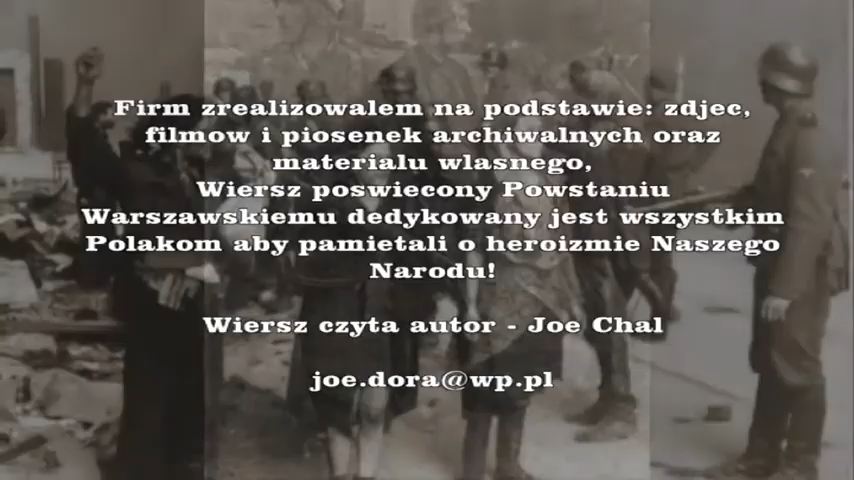 Firm zrealizowalem na podstawie: zdjec,
filmow i piosenek archiwalnych oraz
materialu wlasnego,
Wiersz poswiecony Powstaniu
Warszawskiemu dedykowany jest wszystkim
Polakom aby pamietali o heroizmie Naszego
Narodu!
Wiersz czyta autor - Joe Chal
joe.dora@wp.pl